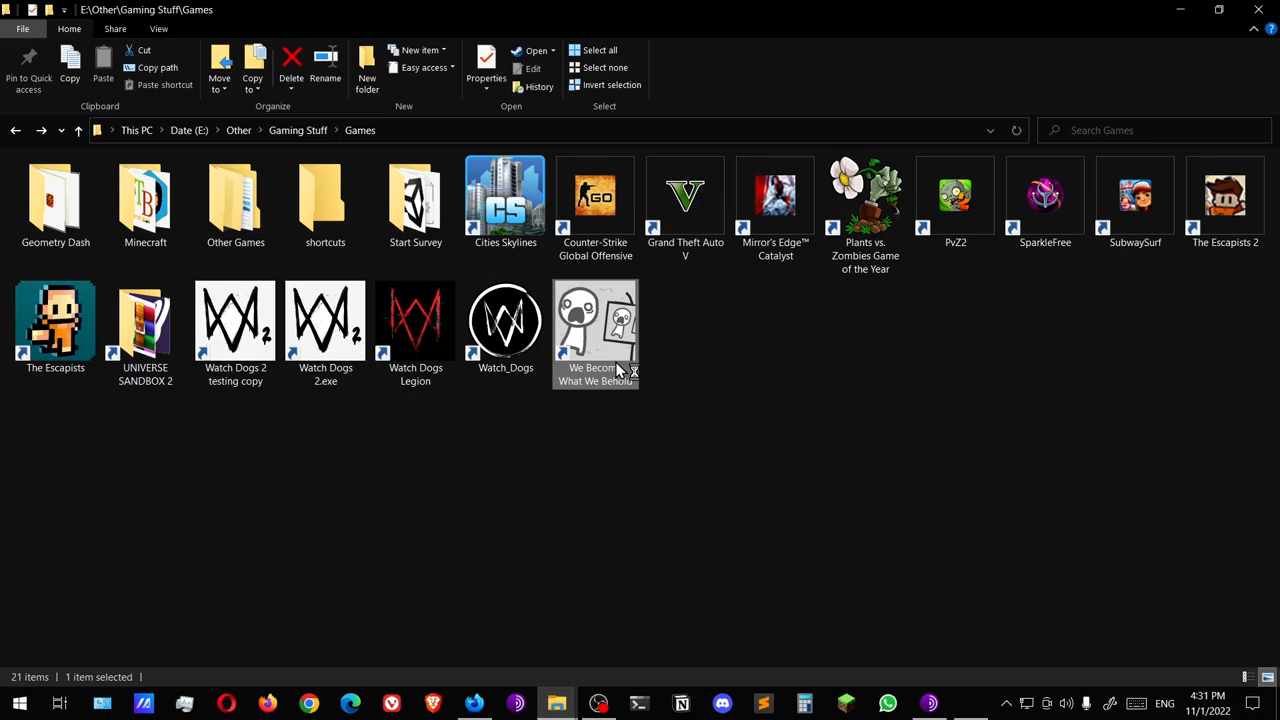 E:\Other\Gaming Stuff\Games
File
Home
Share
View
Pin to Quick
access
Copy
Paste
Cut
Copy path
Paste shortcut
Clipboard
Move
to
Copy
to
Delete
Rename
Organize
New
folder
New item
Easy access
New
Properties
Open
Edit
History
Open
Select all
Select none
Invert selection
Select
This PC
Date (E:)
Other
Gaming Stuff
Games
Search Games
Geometry Dash
Minecraft
Other Games
shortcuts
Start Survey
CS
Cities Skylines
GO
Counter-Strike
Global Offensive
V
Grand Theft Auto
V
Mirror's Edge™
Catalyst
Plants vs.
Zombies Game
of the Year
2
PvZ2
SparkleFree
SubwaySurf
The Escapists 2
The Escapists
UNIVERSE
SANDBOX 2
2
Watch Dogs 2
testing copy
2
Watch Dogs
2.exe
Watch Dogs
Legion
Watch_Dogs
We Become
What We Behold
21 items
1 item selected
ENG
4:31 PM
11/1/2022